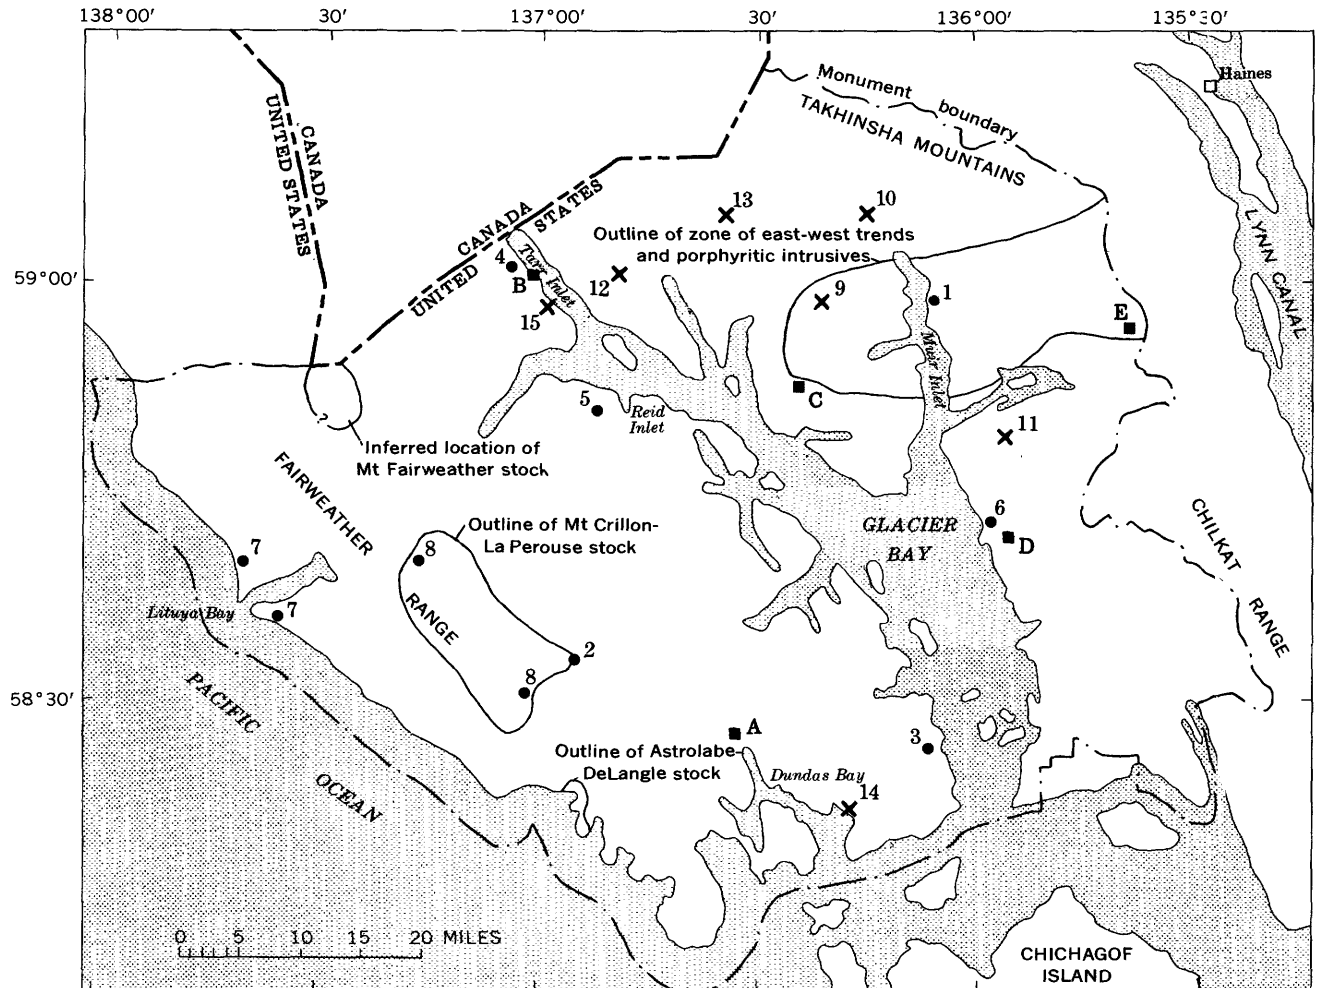 138°00′
30′
137°00′
30′
136°00′
135°30′
Haines
Monument boundary
TAKHINSHA MOUNTAINS
CANADA
UNITED STATES
CANADA
UNITED STATES
13
10
Outline of zone of east-west trends
and porphyritic intrusives
LYNN CANAL
59°00′
4
B
Tarr Inlet
12
15
9
1
E
Muir Inlet
C
5
Reid
Inlet
11
?
Inferred location of
Mt Fairweather stock
FAIRWEATHER
RANGE
Outline of Mt Crillon-
La Perouse stock
GLACIER
BAY
6
D
CHILKAT
RANGE
7
8
7
Lituya Bay
2
8
58°30′
PACIFIC
OCEAN
A
3
Outline of Astrolabe-
DeLangle stock
Dundas Bay
14
0 5 10 15 20 MILES
CHICHAGOF
ISLAND